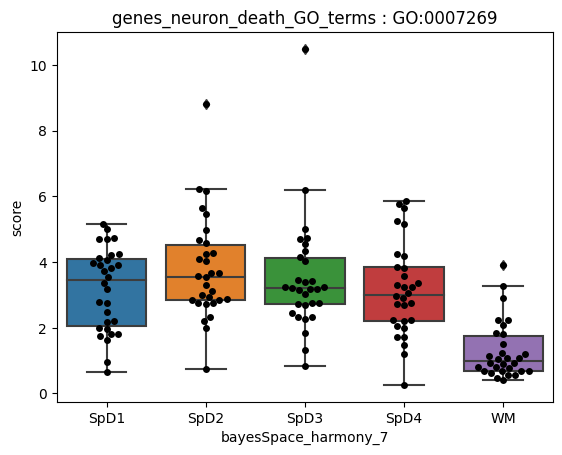 genes_neuron_death_GO_terms : GO:0007269
score
10
8
6
4
2
0
SpD1 SpD2 SpD3 SpD4 WM
bayesSpace_harmony_7